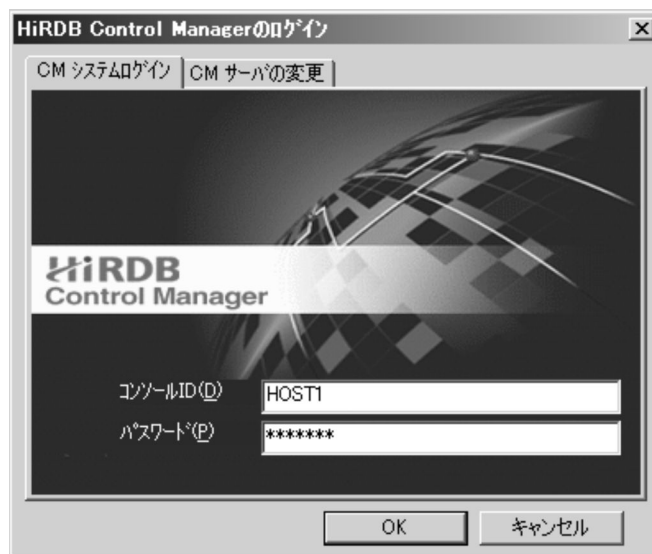 HiRDB Control Managerのログイン
CM システムログイン
CM サーバの変更
HiRDB
Control Manager
コンソールID(D)
HOST1
パスワード(P)
*******
OK
キャンセル